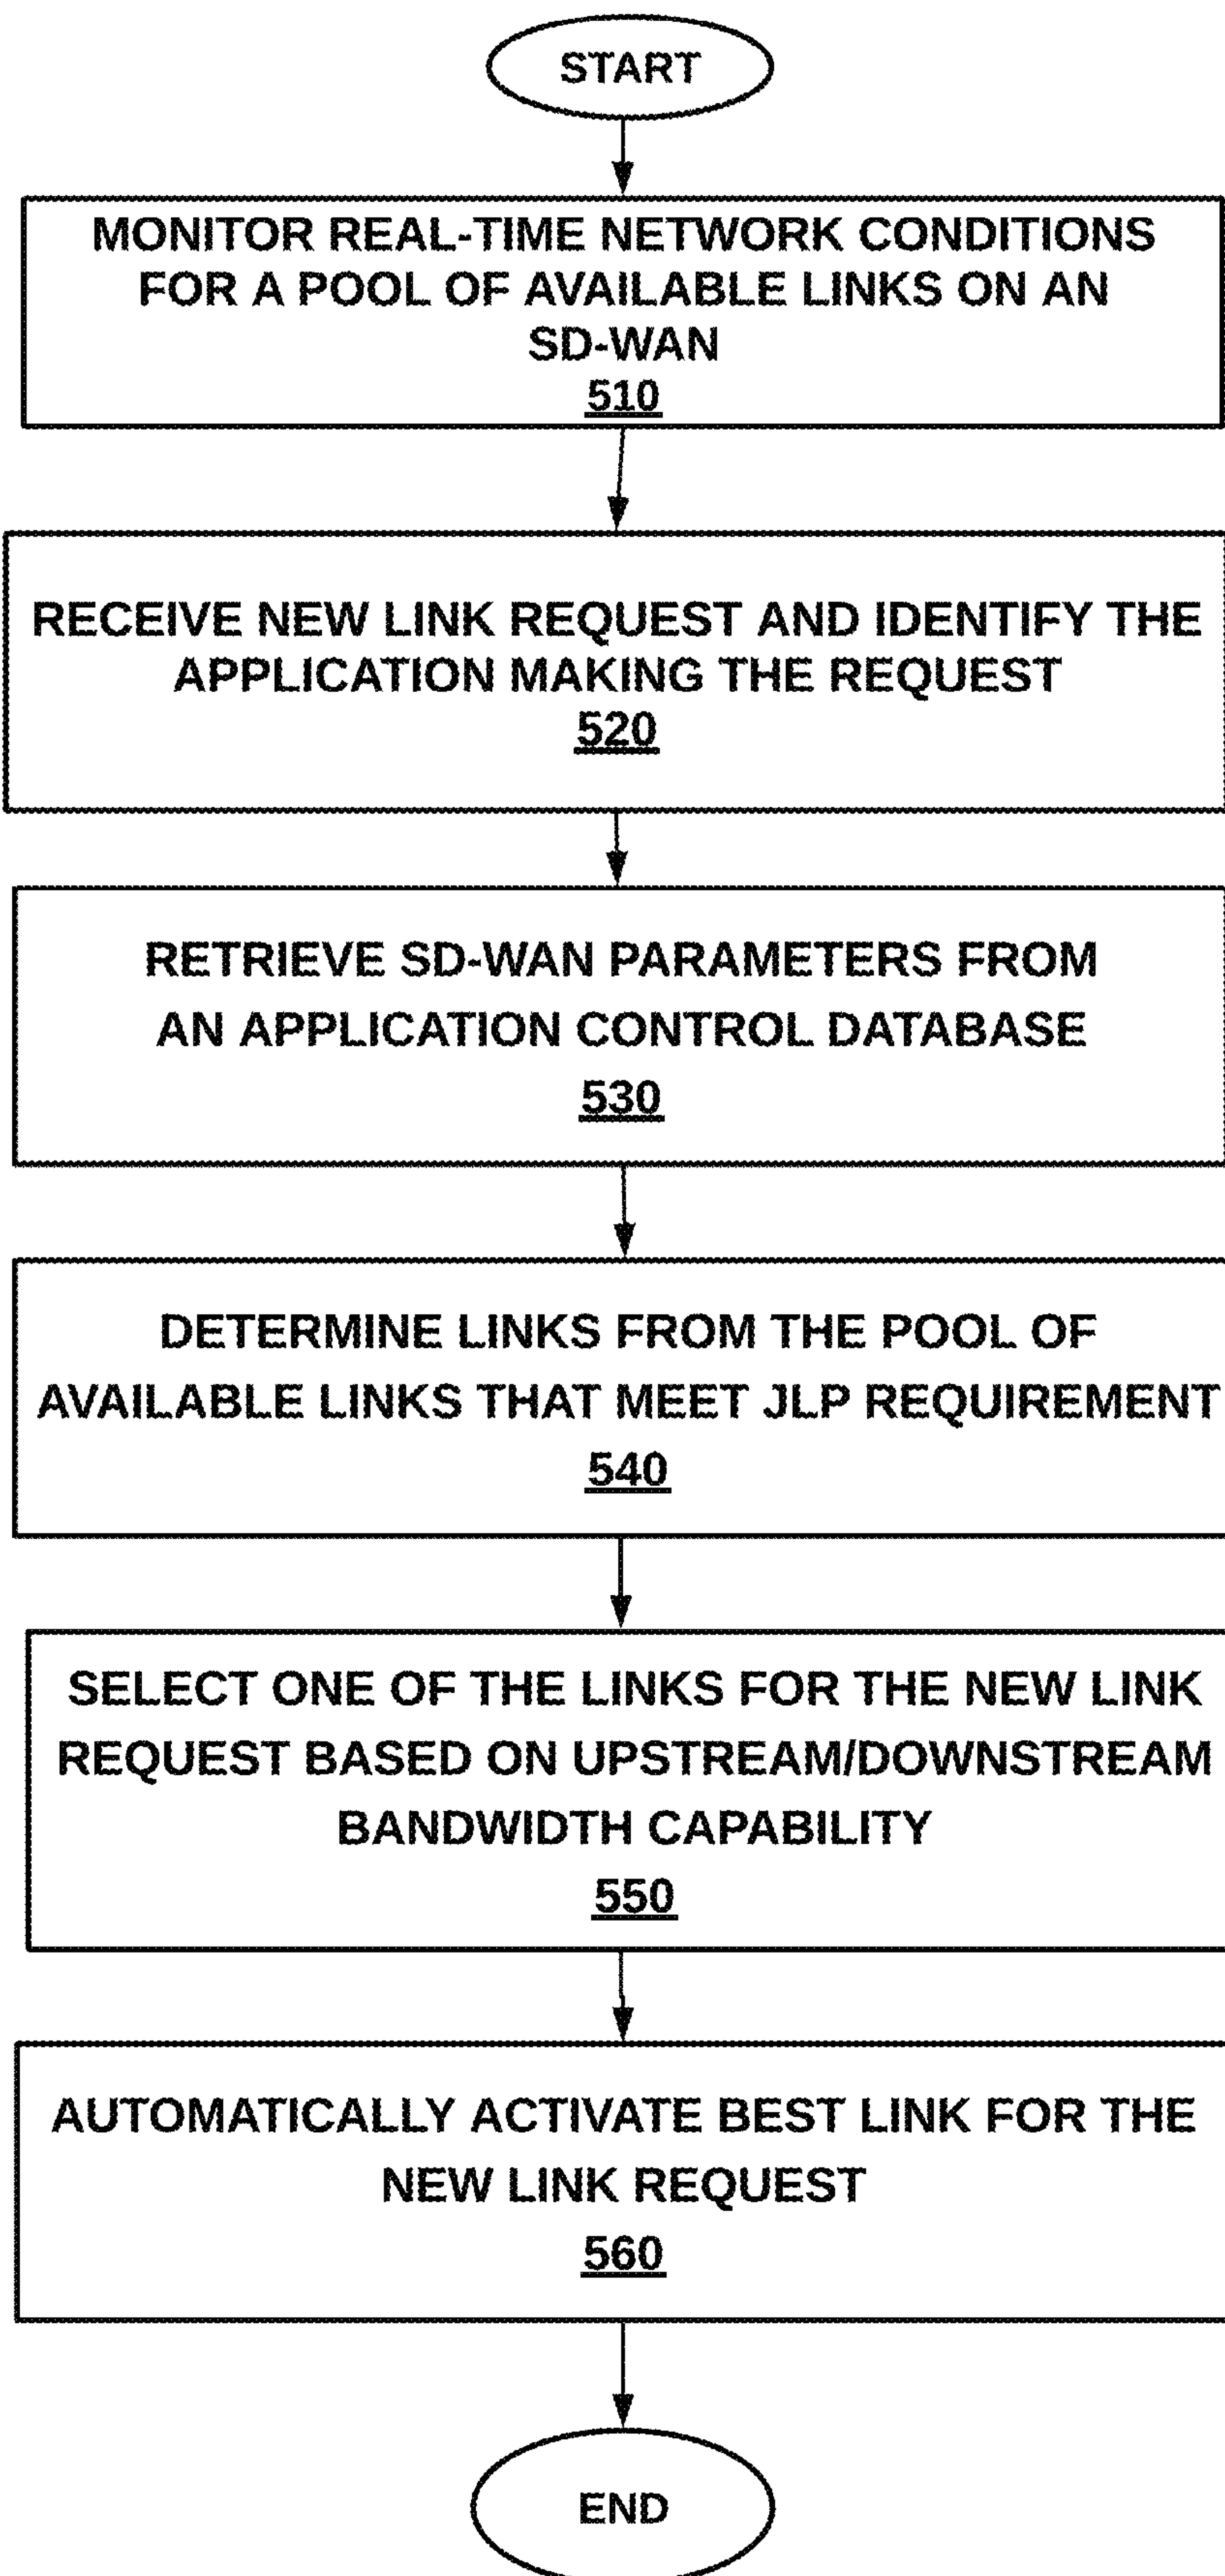 START
MONITOR REAL-TIME NETWORK CONDITIONS
FOR A POOL OF AVAILABLE LINKS ON AN
SD-WAN
510
RECEIVE NEW LINK REQUEST AND IDENTIFY THE
APPLICATION MAKING THE REQUEST
520
RETRIEVE SD-WAN PARAMETERS FROM
AN APPLICATION CONTROL DATABASE
530
DETERMINE LINKS FROM THE POOL OF
AVAILABLE LINKS THAT MEET JLP REQUIREMENT
540
SELECT ONE OF THE LINKS FOR THE NEW LINK
REQUEST BASED ON UPSTREAM/DOWNSTREAM
BANDWIDTH CAPABILITY
550
AUTOMATICALLY ACTIVATE BEST LINK FOR THE
NEW LINK REQUEST
560
END